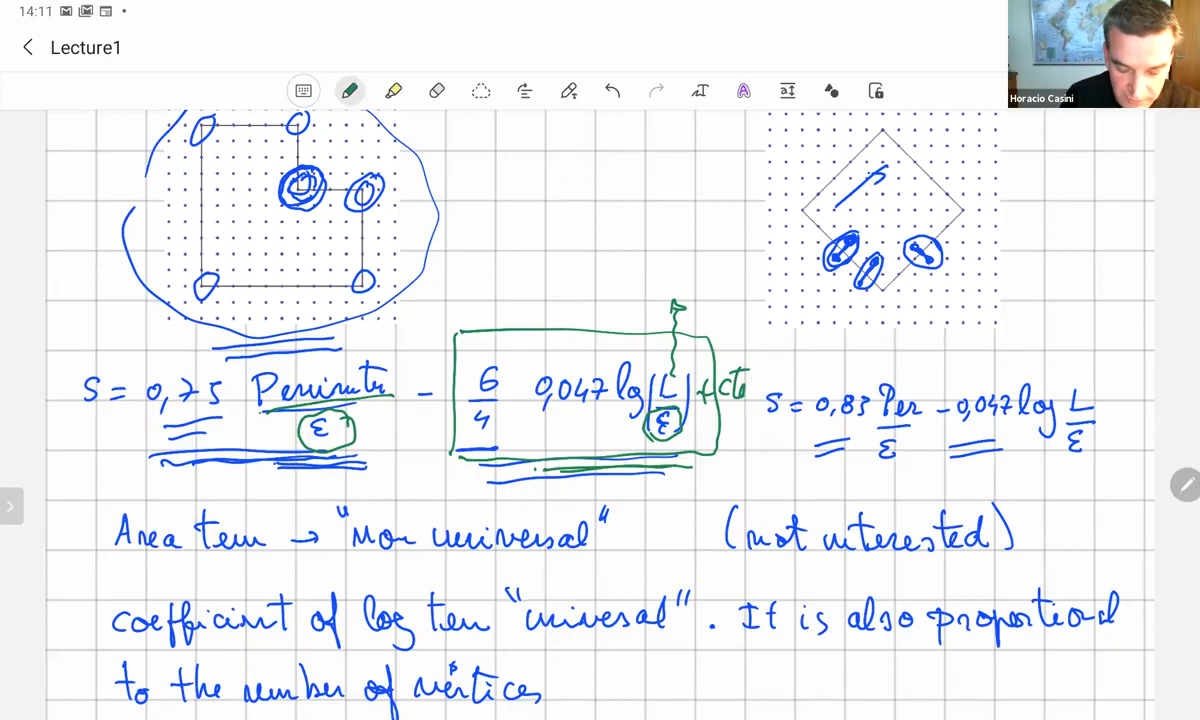 14:11
Lecture1
Horacio Casini
S = 0,75 Perimeter/ε - 6/4 0,047 log(L/ε) + cte
S = 0,83 Per/ε - 0,047 log L/ε
Area term → "Non universal" (not interested)
coefficient of log term "universal". It is also proportional
to the number of vertices